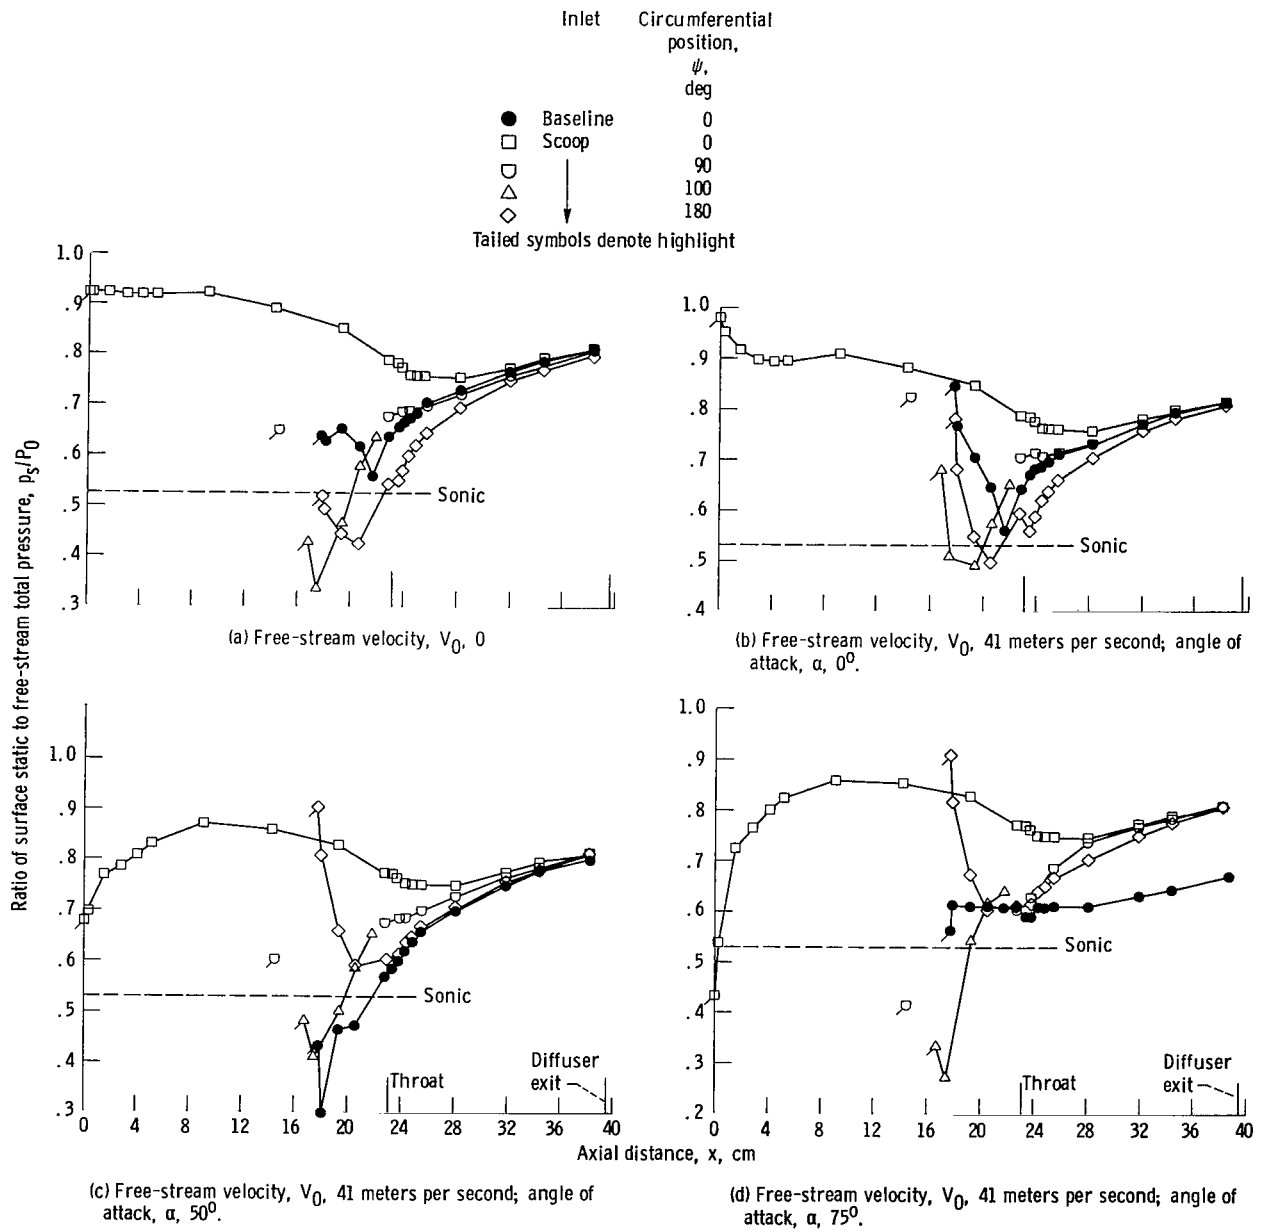 Inlet Circumferential
position,
ψ,
deg
Baseline 0
Scoop 0
90
100
180
Tailed symbols denote highlight
Ratio of surface static to free-stream total pressure, pS/P0
1.0
.9
.8
.7
.6
.5
.4
.3
Sonic
(a) Free-stream velocity, V0, 0
1.0
.9
.8
.7
.6
.5
.4
Sonic
(b) Free-stream velocity, V0, 41 meters per second; angle of
attack, α, 0o.
1.0
.9
.8
.7
.6
.5
.4
.3
Sonic
Throat
Diffuser
exit
0 4 8 12 16 20 24 28 32 36 40
(c) Free-stream velocity, V0, 41 meters per second; angle of
attack, α, 50o.
1.0
.9
.8
.7
.6
.5
.4
.3
.2
Sonic
Throat
Diffuser
exit
0 4 8 12 16 20 24 28 32 36 40
Axial distance, x, cm
(d) Free-stream velocity, V0, 41 meters per second; angle of
attack, α, 75o.